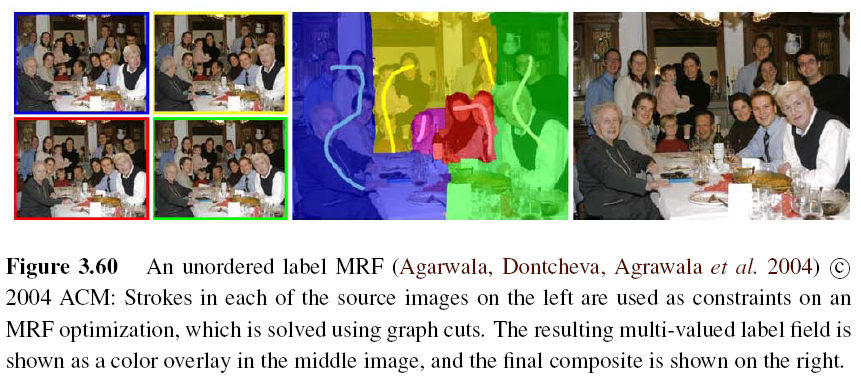 Figure 3.60 An unordered label MRF (Agarwala, Dontcheva, Agrawala et al. 2004) ©
2004 ACM: Strokes in each of the source images on the left are used as constraints on an
MRF optimization, which is solved using graph cuts. The resulting multi-valued label field is
shown as a color overlay in the middle image, and the final composite is shown on the right.